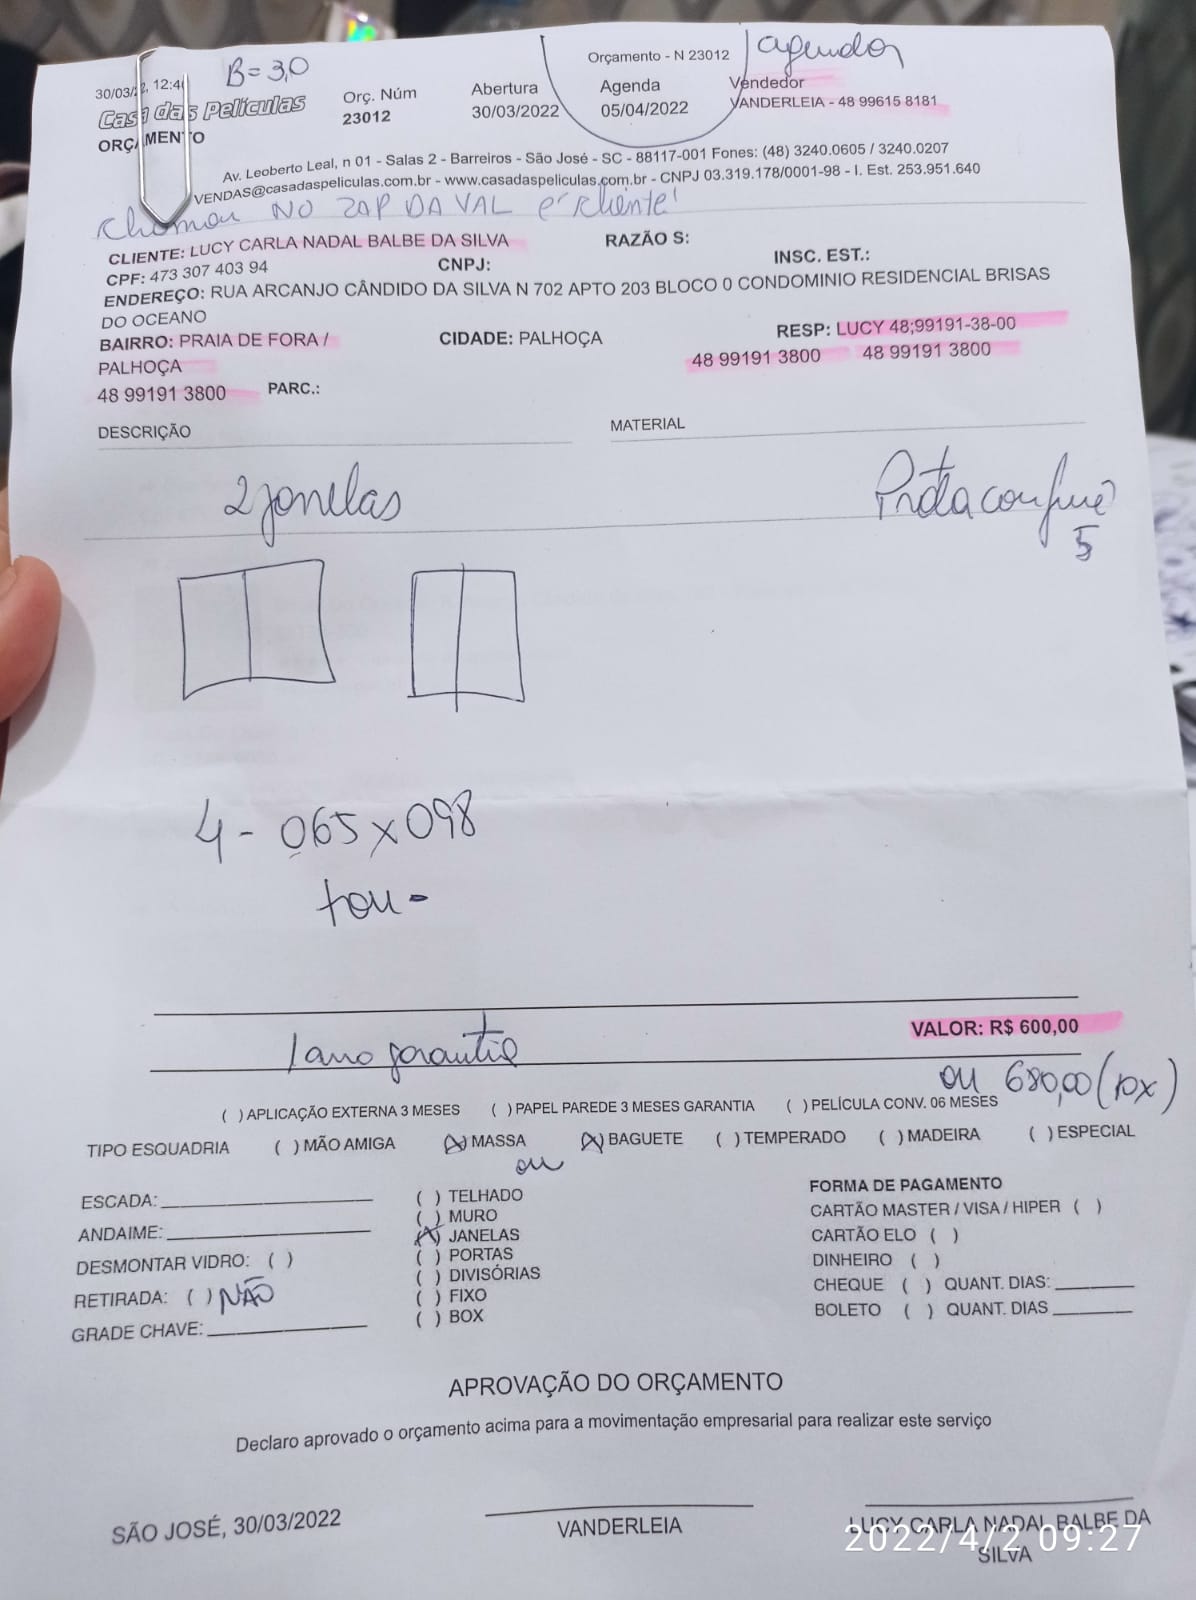 B= 3,0
Orçamento - N 23012
agendar
30/03/22, 12:4
Casa das Películas
ORÇAMENTO
Orç. Núm
23012
Abertura
30/03/2022
Agenda
05/04/2022
Vendedor
VANDERLEIA - 48 99615 8181
Av. Leoberto Leal, n 01 - Salas 2 - Barreiros - São José - SC - 88117-001 Fones: (48) 3240.0605 / 3240.0207
VENDAS@casadaspeliculas.com.br - www.casadaspeliculas.com.br - CNPJ 03.319.178/0001-98 - I. Est. 253.951.640
chamou NO ZAP DA VAL é cliente!
CLIENTE: LUCY CARLA NADAL BALBE DA SILVA
RAZÃO S:
CPF: 473 307 403 94
CNPJ:
INSC. EST.:
ENDEREÇO: RUA ARCANJO CÂNDIDO DA SILVA N 702 APTO 203 BLOCO 0 CONDOMINIO RESIDENCIAL BRISAS
DO OCEANO
BAIRRO: PRAIA DE FORA /
PALHOÇA
CIDADE: PALHOÇA
RESP: LUCY 48;99191-38-00
48 99191 3800 48 99191 3800
48 99191 3800 PARC.:
DESCRIÇÃO
MATERIAL
2 janelas
Prata
5
4 - 065 x 098
VALOR: R$ 600,00
1 ano garantia
ou 680,00 (10x)
( ) APLICAÇÃO EXTERNA 3 MESES ( ) PAPEL PAREDE 3 MESES GARANTIA ( ) PELÍCULA CONV. 06 MESES
TIPO ESQUADRIA ( ) MÃO AMIGA (X) MASSA (X) BAGUETE ( ) TEMPERADO ( ) MADEIRA ( ) ESPECIAL
ou
ESCADA:
ANDAIME:
DESMONTAR VIDRO: ( )
RETIRADA: ( ) NÃO
GRADE CHAVE:
( ) TELHADO
( ) MURO
(X) JANELAS
( ) PORTAS
( ) DIVISÓRIAS
( ) FIXO
( ) BOX
FORMA DE PAGAMENTO
CARTÃO MASTER / VISA / HIPER ( )
CARTÃO ELO ( )
DINHEIRO ( )
CHEQUE ( ) QUANT. DIAS:
BOLETO ( ) QUANT. DIAS
APROVAÇÃO DO ORÇAMENTO
Declaro aprovado o orçamento acima para a movimentação empresarial para realizar este serviço
SÃO JOSÉ, 30/03/2022
VANDERLEIA
LUCY CARLA NADAL BALBE DA
SILVA
2022/4/2 09:27